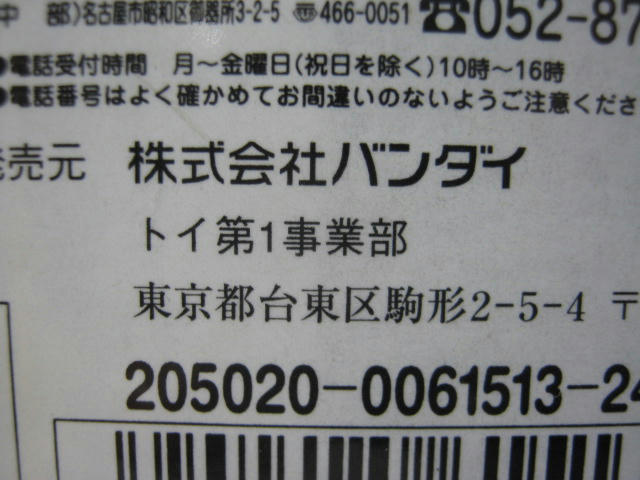 中 部)名古屋市昭和区御器所3-2-5 〠466-0051 ☎052-87
●電話受付時間 月〜金曜日(祝日を除く)10時〜16時
●電話番号はよく確かめてお間違いのないようご注意くださ
発売元 株式会社バンダイ
トイ第1事業部
東京都台東区駒形2-5-4 〒
205020-0061513-24